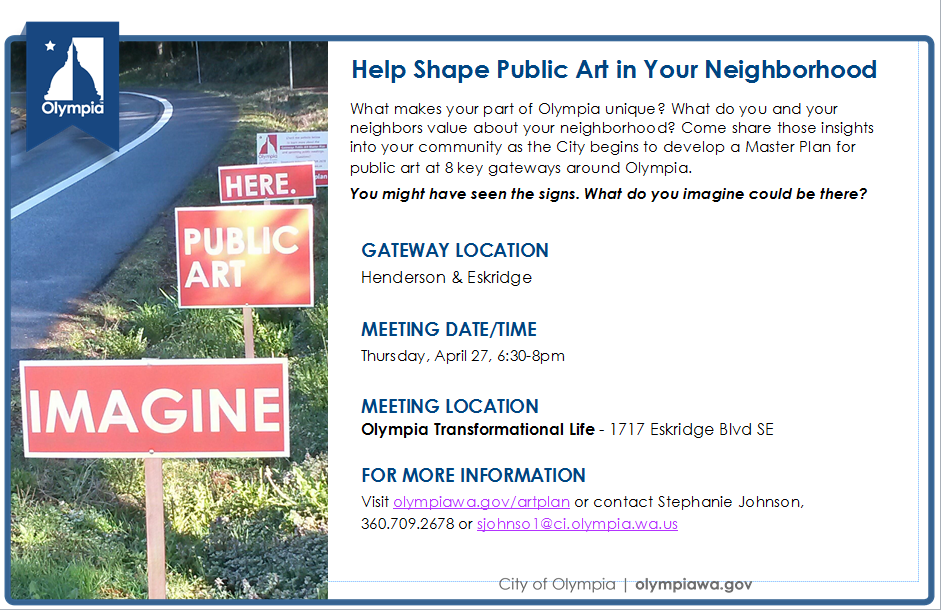 Olympia
HERE.
PUBLIC
ART
IMAGINE
Help Shape Public Art in Your Neighborhood
What makes your part of Olympia unique? What do you and your
neighbors value about your neighborhood? Come share those insights
into your community as the City begins to develop a Master Plan for
public art at 8 key gateways around Olympia.
You might have seen the signs. What do you imagine could be there?
GATEWAY LOCATION
Henderson & Eskridge
MEETING DATE/TIME
Thursday, April 27, 6:30-8pm
MEETING LOCATION
Olympia Transformational Life - 1717 Eskridge Blvd SE
FOR MORE INFORMATION
Visit olympiawa.gov/artplan or contact Stephanie Johnson,
360.709.2678 or sjohnso1@ci.olympia.wa.us
City of Olympia | olympiawa.gov